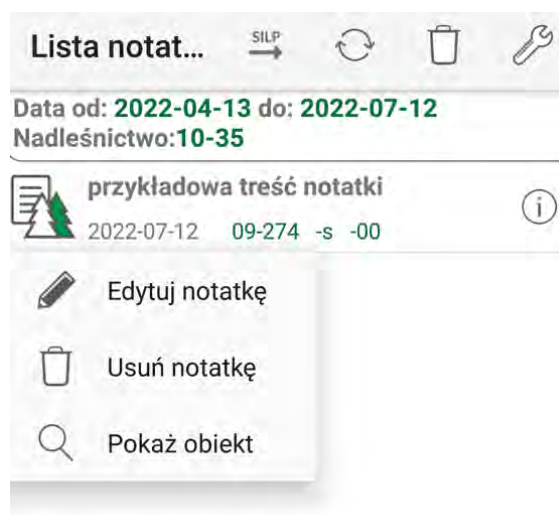 Lista notat...
SILP
Data od: 2022-04-13 do: 2022-07-12
Nadleśnictwo:10-35
przykładowa treść notatki
2022-07-12 09-274 -s -00
i
Edytuj notatkę
Usuń notatkę
Pokaż obiekt